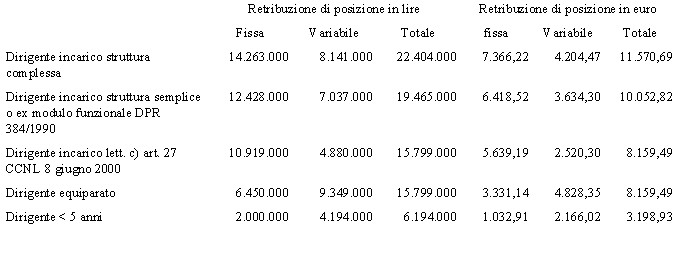 Retribuzione di posizione in lire Retribuzione di posizione in euro
Fissa Variabile Totale fissa Variabile Totale
Dirigente incarico struttura complessa 14.263.000 8.141.000 22.404.000 7.366,22 4.204,47 11.570,69
Dirigente incarico struttura semplice o ex modulo funzionale DPR 384/1990 12.428.000 7.037.000 19.465.000 6.418,52 3.634,30 10.052,82
Dirigente incarico lett. c) art. 27 CCNL 8 giugno 2000 10.919.000 4.880.000 15.799.000 5.639,19 2.520,30 8.159,49
Dirigente equiparato 6.450.000 9.349.000 15.799.000 3.331,14 4.828,35 8.159,49
Dirigente < 5 anni 2.000.000 4.194.000 6.194.000 1.032,91 2.166,02 3.198,93